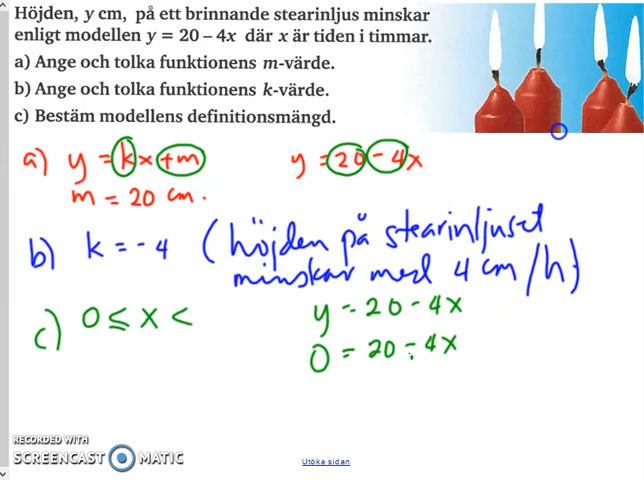 Höjden, y cm, på ett brinnande stearinljus minskar
enligt modellen y = 20 – 4x där x är tiden i timmar.
a) Ange och tolka funktionens m-värde.
b) Ange och tolka funktionens k-värde.
c) Bestäm modellens definitionsmängd.
a) y = kx + m
y = 20 - 4x
m = 20 cm.
b) k = - 4 (höjden på stearinljuset
minskar med 4 cm/h)
c) 0 ≤ x <
y = 20 - 4x
0 = 20 - 4x
RECORDED WITH
SCREENCAST MATIC
Utöka sidan